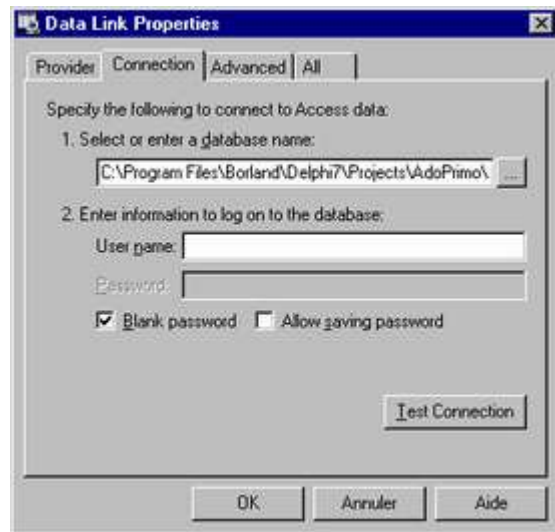 Data Link Properties
Provider Connection Advanced All
Specify the following to connect to Access data:
1. Select or enter a database name:
C:\Program Files\Borland\Delphi7\Projects\AdoPrimo\ ...
2. Enter information to log on to the database:
User name:
Password:
Blank password Allow saving password
Test Connection
OK Annuler Aide